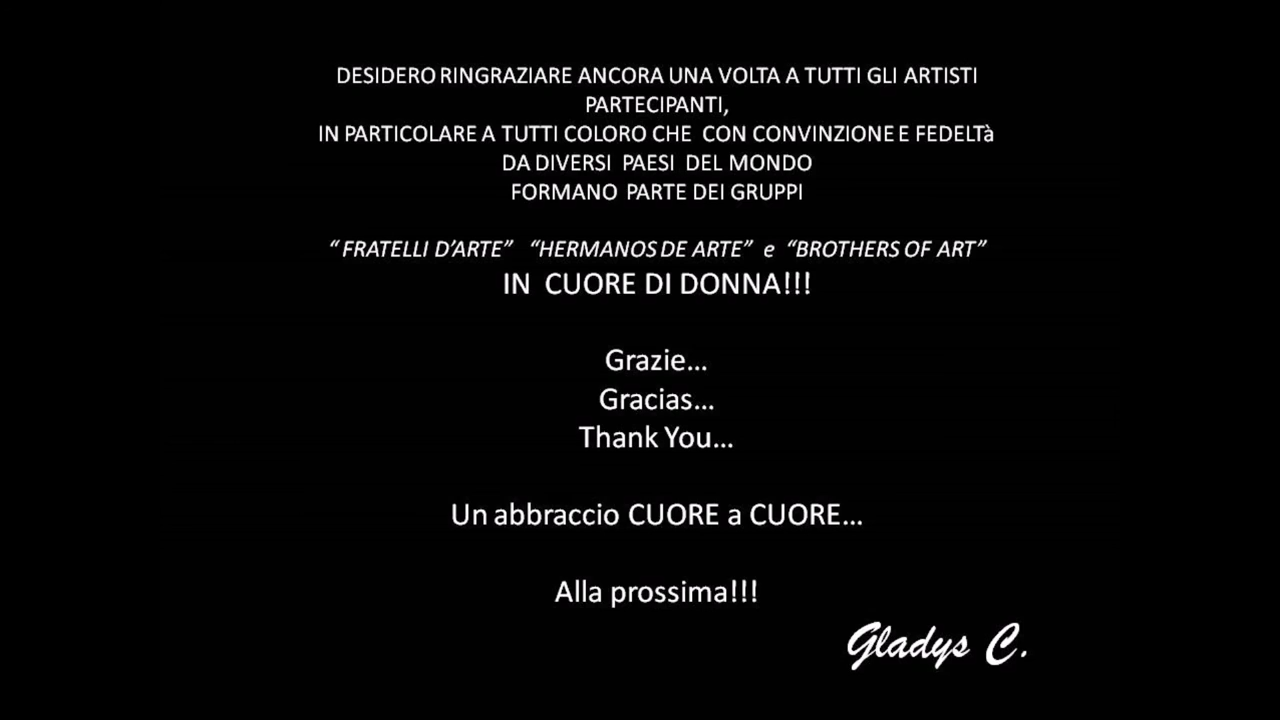 DESIDERO RINGRAZIARE ANCORA UNA VOLTA A TUTTI GLI ARTISTI
PARTECIPANTI,
IN PARTICOLARE A TUTTI COLORO CHE CON CONVINZIONE E FEDELTà
DA DIVERSI PAESI DEL MONDO
FORMANO PARTE DEI GRUPPI
“ FRATELLI D’ARTE” “HERMANOS DE ARTE” e “BROTHERS OF ART”
IN CUORE DI DONNA!!!
Grazie…
Gracias…
Thank You…
Un abbraccio CUORE a CUORE…
Alla prossima!!!
Gladys C.